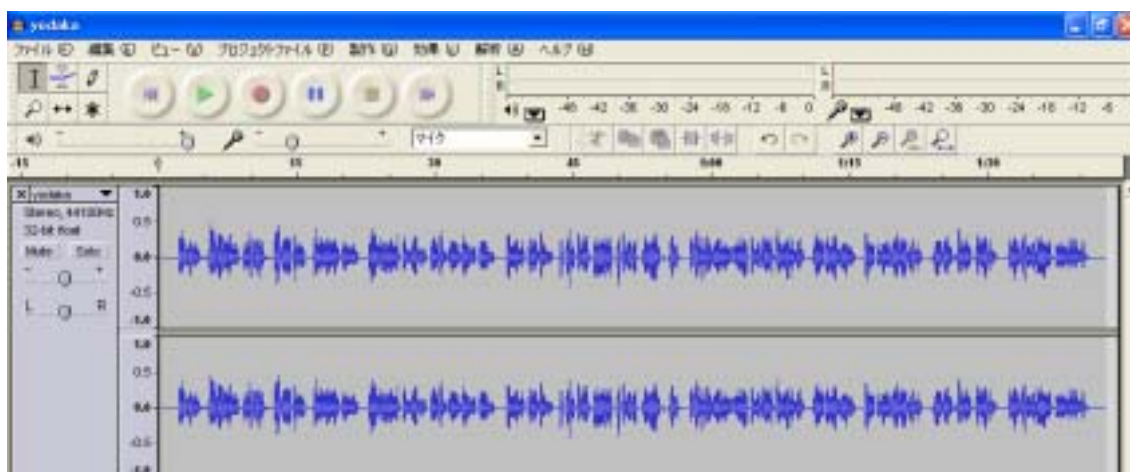 yodaka
ファイル(F) 編集(E) ビュー(V) プロジェクトファイル(P) 製作(G) 効果(C) 解析(A) ヘルプ(H)
L
R
L
R
-48 -42 -36 -30 -24 -18 -12 -6 0
-48 -42 -36 -30 -24 -18 -12 -6
マイク
-15 0 15 30 45 1:00 1:15 1:30
yodaka
Stereo, 44100Hz
32-bit float
Mute Solo
- +
L R
1.0
0.5
0.0
-0.5
-1.0
1.0
0.5
0.0
-0.5
-1.0